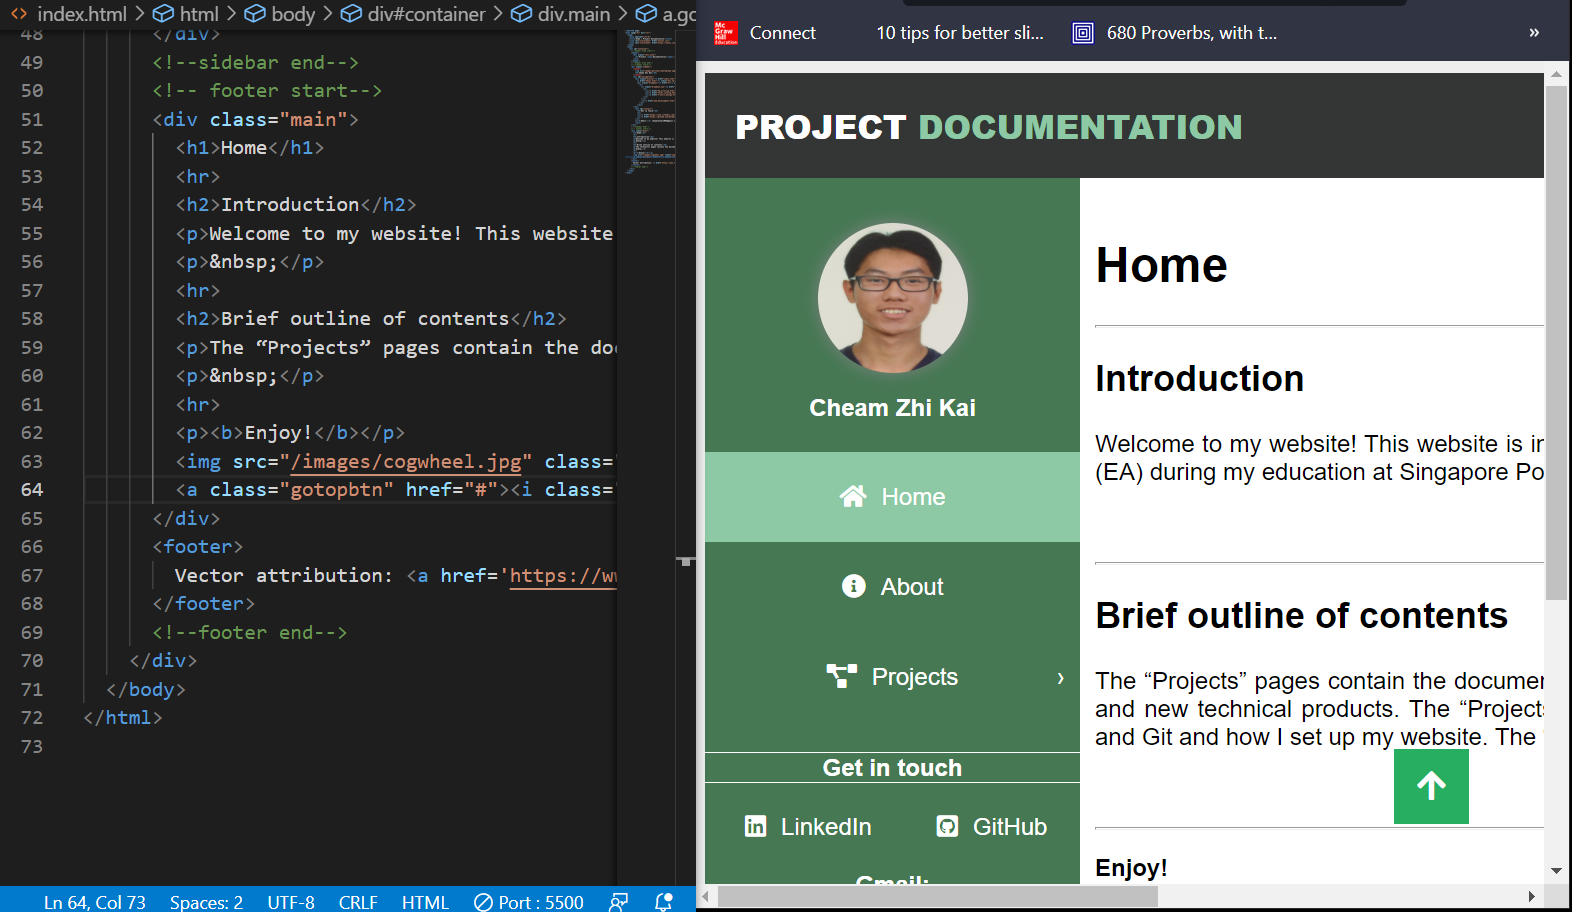 index.html > html > body > div#container > div.main > a.go
48 </div>
49 <!--sidebar end-->
50 <!-- footer start-->
51 <div class="main">
52 <h1>Home</h1>
53 <hr>
54 <h2>Introduction</h2>
55 <p>Welcome to my website! This website
56 <p>&nbsp;</p>
57 <hr>
58 <h2>Brief outline of contents</h2>
59 <p>The “Projects” pages contain the do
60 <p>&nbsp;</p>
61 <hr>
62 <p><b>Enjoy!</b></p>
63 <img src="/images/cogwheel.jpg" class=
64 <a class="gotopbtn" href="#"><i class=
65 </div>
66 <footer>
67 Vector attribution: <a href='https://w
68 </footer>
69 <!--footer end-->
70 </div>
71 </body>
72 </html>
73
Ln 64, Col 73 Spaces: 2 UTF-8 CRLF HTML Port : 5500
Mc Graw Hill Education Connect 10 tips for better sli... 680 Proverbs, with t... »
PROJECT DOCUMENTATION
Cheam Zhi Kai
Home
About
Projects ›
Get in touch
LinkedIn GitHub
Gmail:
Home
Introduction
Welcome to my website! This website is in
(EA) during my education at Singapore Po
Brief outline of contents
The “Projects” pages contain the documen
and new technical products. The “Projects
and Git and how I set up my website. The
Enjoy!